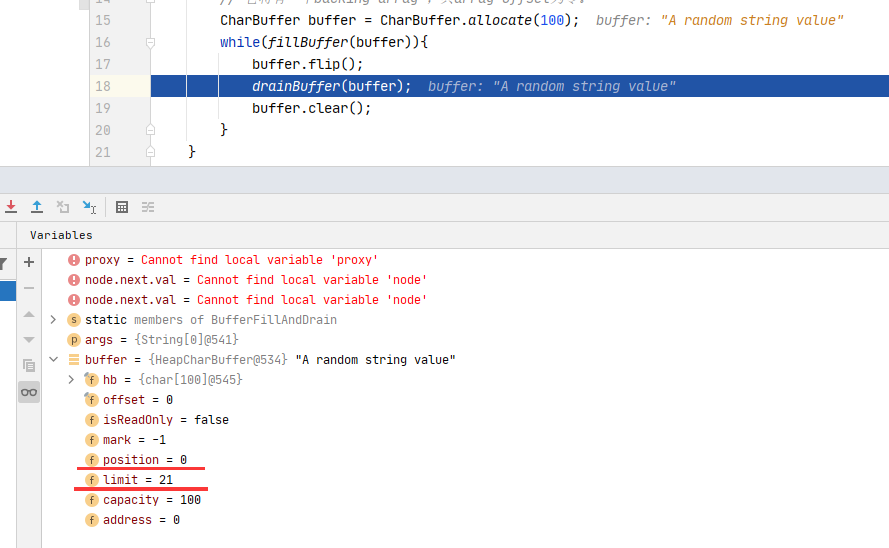 15 CharBuffer buffer = CharBuffer.allocate(100); buffer: "A random string value"
16 while(fillBuffer(buffer)){
17 buffer.flip();
18 drainBuffer(buffer); buffer: "A random string value"
19 buffer.clear();
20 }
21 }
Variables
proxy = Cannot find local variable 'proxy'
node.next.val = Cannot find local variable 'node'
node.next.val = Cannot find local variable 'node'
s static members of BufferFillAndDrain
p args = {String[0]@541}
buffer = {HeapCharBuffer@534} "A random string value"
f hb = {char[100]@545}
f offset = 0
f isReadOnly = false
f mark = -1
f position = 0
f limit = 21
f capacity = 100
f address = 0